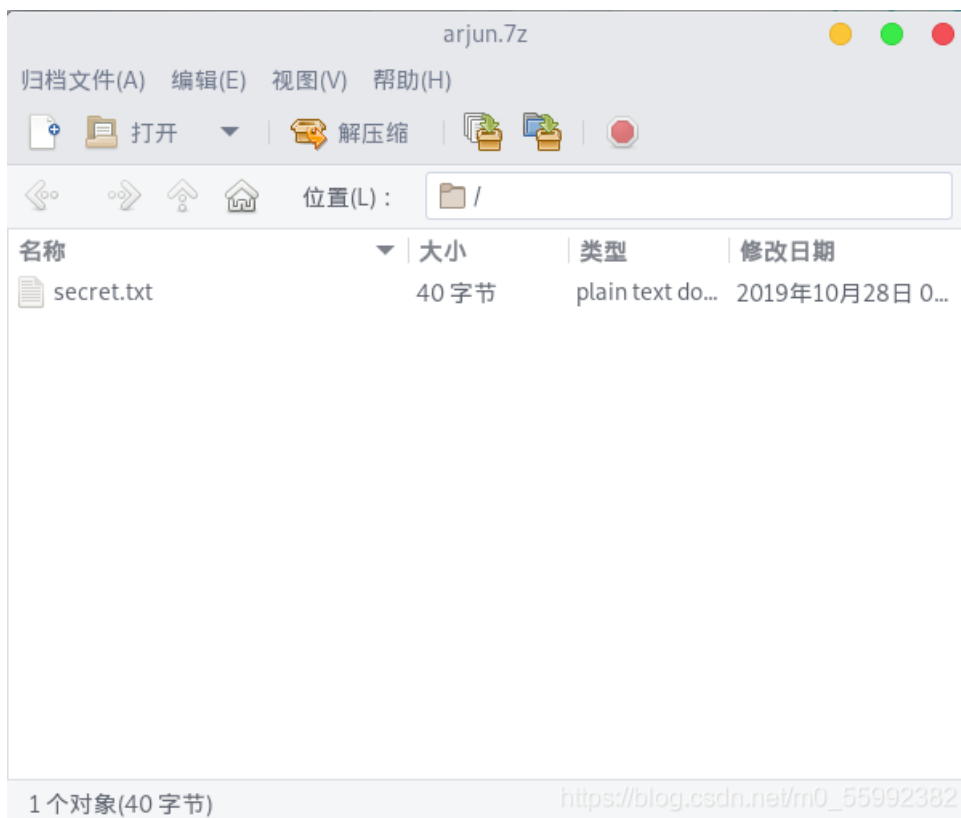 arjun.7z
归档文件(A) 编辑(E) 视图(V) 帮助(H)
打开 解压缩
位置(L)： /
名称 大小 类型 修改日期
secret.txt 40 字节 plain text do... 2019年10月28日 0...
1 个对象(40 字节)
https://blog.csdn.net/m0_55992382